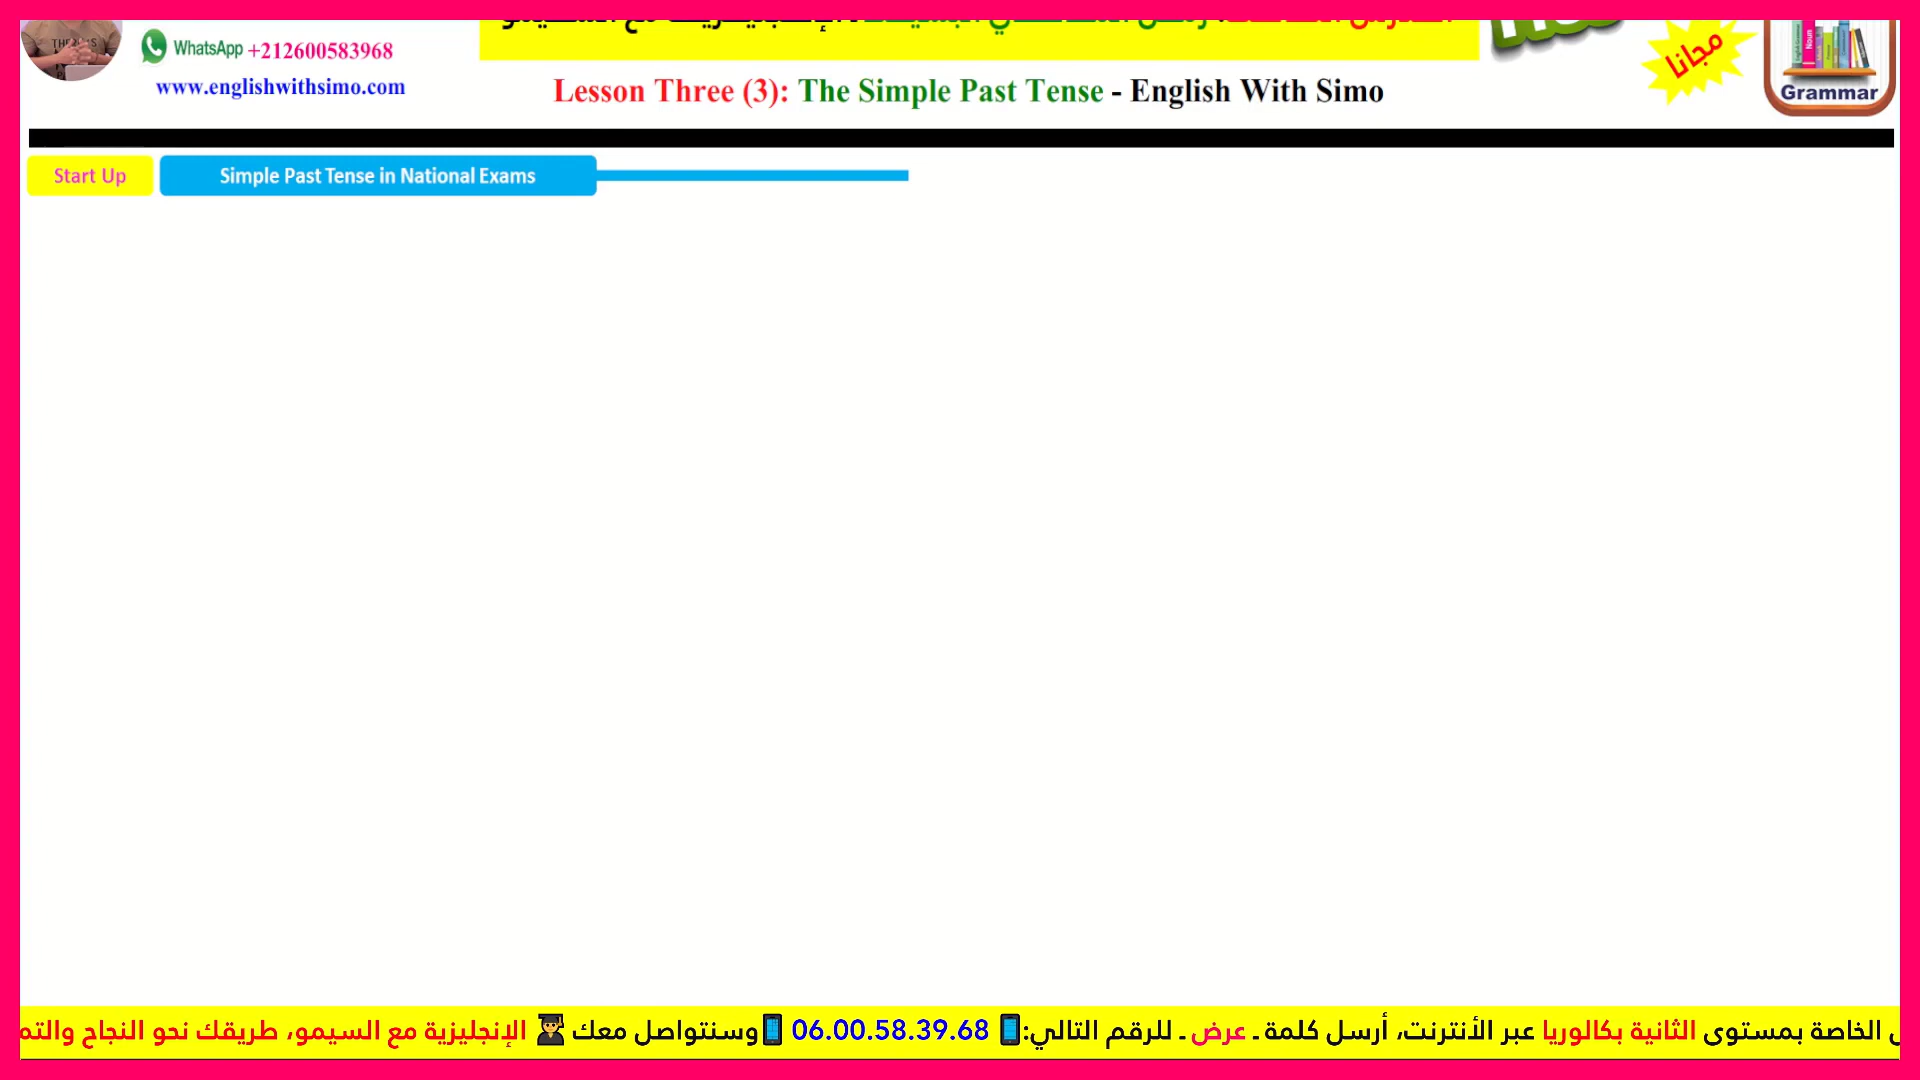 WhatsApp +212600583968
www.englishwithsimo.com
Lesson Three (3): The Simple Past Tense - English With Simo
مجانا
Grammar
Start Up
Simple Past Tense in National Exams
الخاصة بمستوى الثانية بكالوريا عبر الأنترنت، أرسل كلمة ـ عرض ـ للرقم التالي: 06.00.58.39.68 وسنتواصل معك الإنجليزية مع السيمو، طريقك نحو النجاح